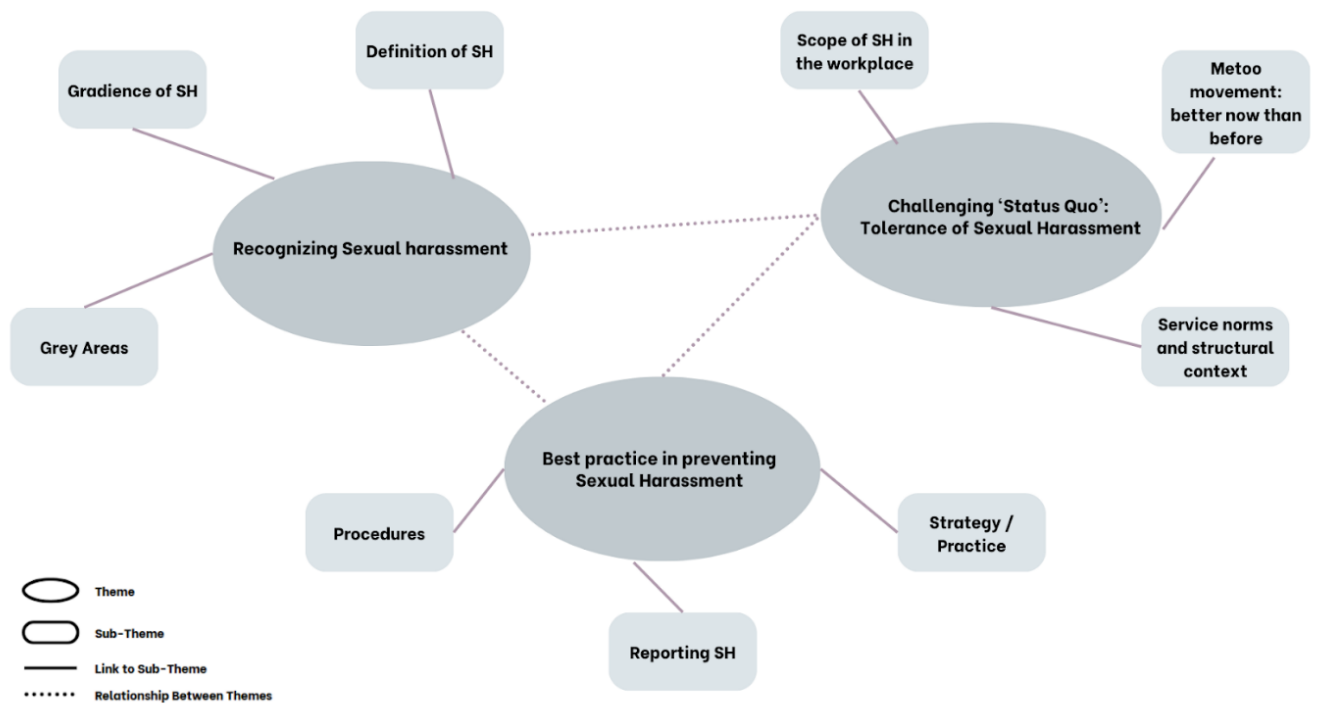 Definition of SH
Gradience of SH
Scope of SH in
the workplace
Metoo
movement:
better now than
before
Recognizing Sexual harassment
Challenging ‘Status Quo’:
Tolerance of Sexual Harassment
Grey Areas
Service norms
and structural
context
Best practice in preventing
Sexual Harassment
Procedures
Strategy /
Practice
Reporting SH
Theme
Sub-Theme
Link to Sub-Theme
Relationship Between Themes